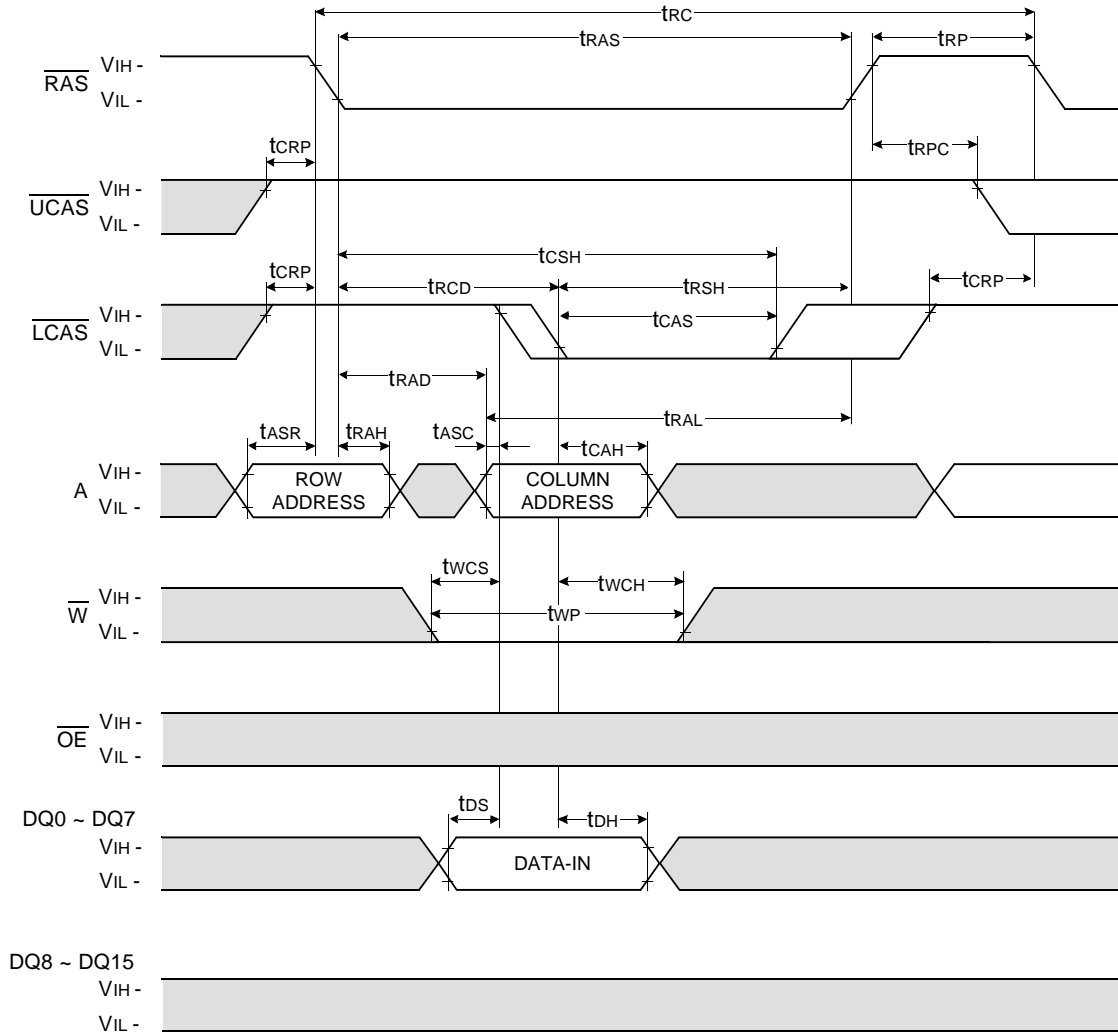 tRC
tRAS
tRP
RAS
VIH -
VIL -
tCRP
tRPC
UCAS
VIH -
VIL -
tCSH
tCRP
tRCD
tRSH
tCRP
LCAS
VIH -
VIL -
tCAS
tRAD
tRAL
tASR
tRAH
tASC
tCAH
A
VIH -
VIL -
ROW
ADDRESS
COLUMN
ADDRESS
tWCS
tWCH
W
VIH -
VIL -
tWP
OE
VIH -
VIL -
tDS
tDH
DQ0 ~ DQ7
VIH -
VIL -
DATA-IN
DQ8 ~ DQ15
VIH -
VIL -